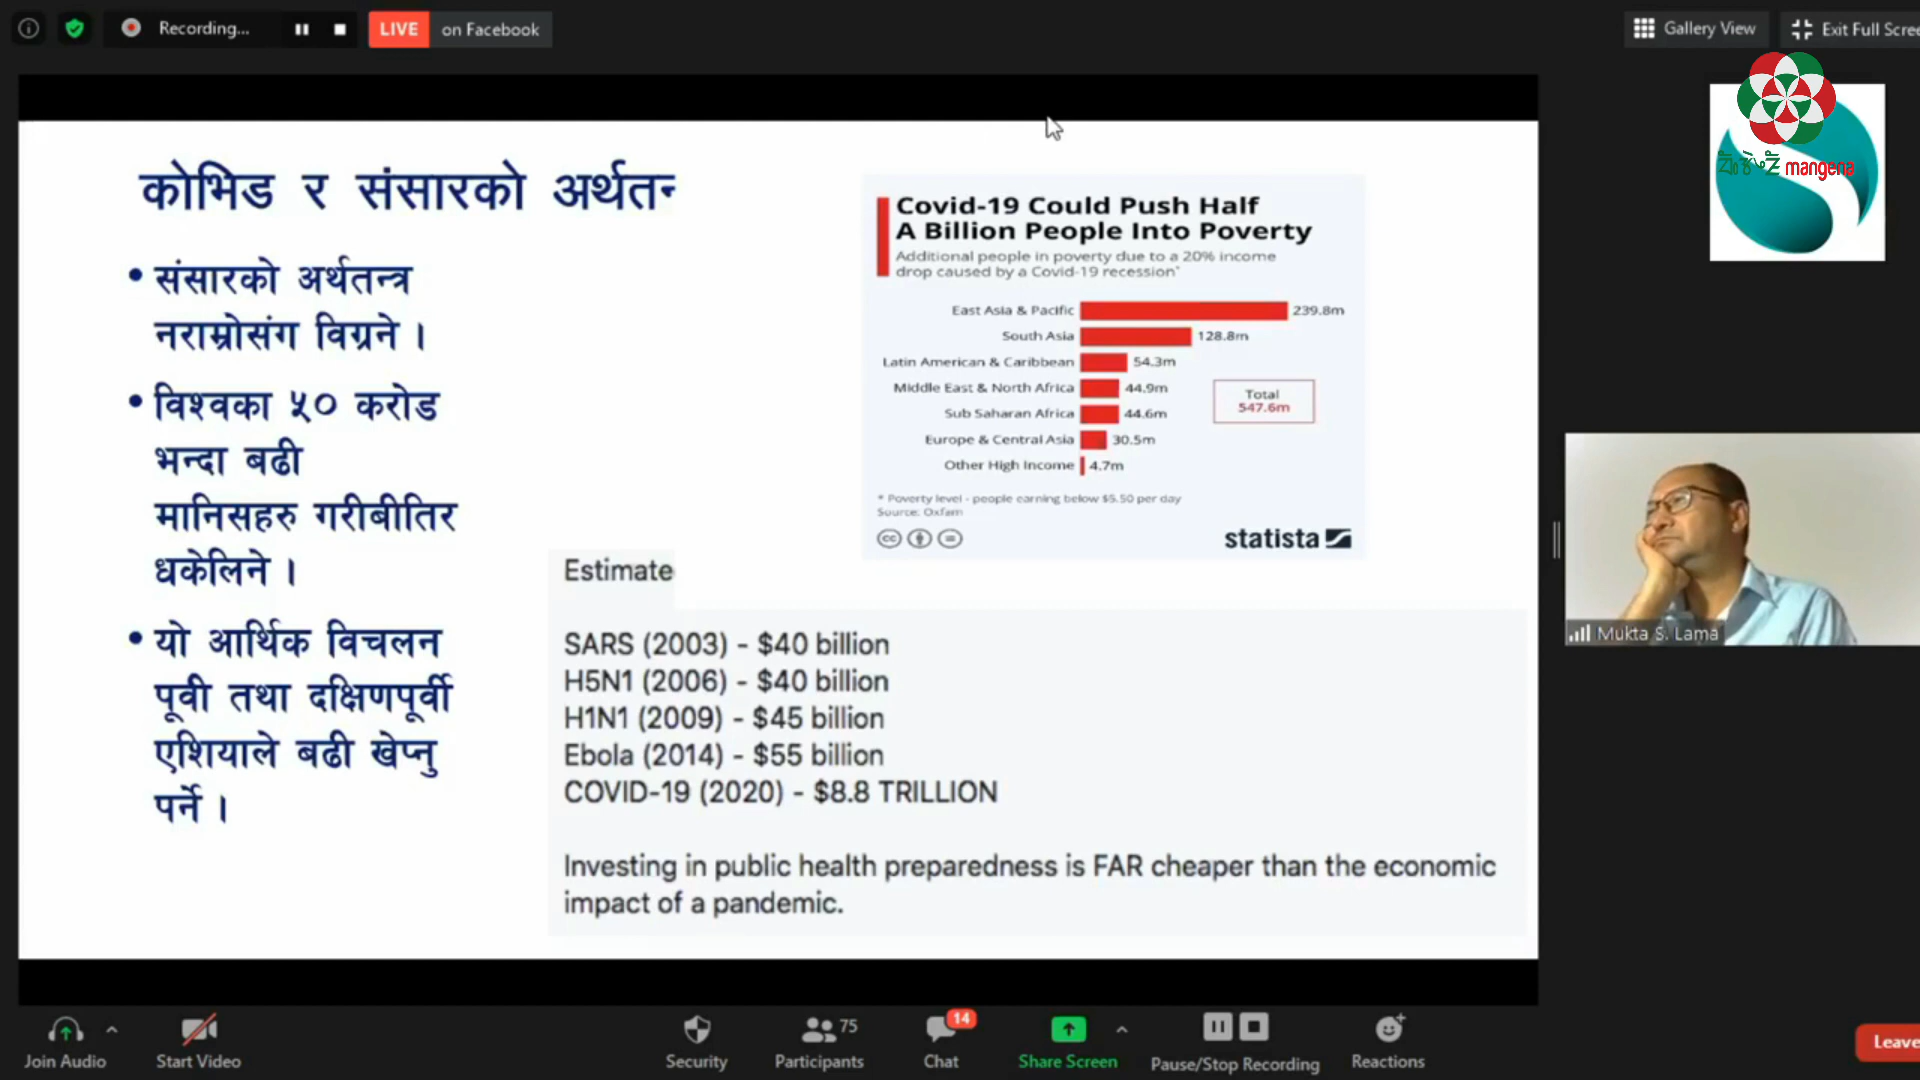 Recording...
LIVE on Facebook
Gallery View
Exit Full Scree
mangena
कोभिड र संसारको अर्थतन
• संसारको अर्थतन्त्र
नराम्रोसंग विग्रने ।
• विश्वका ५० करोड
भन्दा बढी
मानिसहरु गरीबीतिर
धकेलिने ।
• यो आर्थिक विचलन
पूवी तथा दक्षिणपूर्वी
एशियाले बढी खेप्नु
पर्ने ।
Covid-19 Could Push Half
A Billion People Into Poverty
Additional people in poverty due to a 20% income
drop caused by a Covid-19 recession*
East Asia & Pacific 239.8m
South Asia 128.8m
Latin American & Caribbean 54.3m
Middle East & North Africa 44.9m
Sub Saharan Africa 44.6m
Europe & Central Asia 30.5m
Other High Income 4.7m
Total
547.6m
* Poverty level - people earning below $5.50 per day
Source: Oxfam
statista
Estimate
SARS (2003) - $40 billion
H5N1 (2006) - $40 billion
H1N1 (2009) - $45 billion
Ebola (2014) - $55 billion
COVID-19 (2020) - $8.8 TRILLION
Investing in public health preparedness is FAR cheaper than the economic
impact of a pandemic.
Mukta S. Lama
Join Audio
Start Video
Security
75
Participants
14
Chat
Share Screen
Pause/Stop Recording
Reactions
Leave